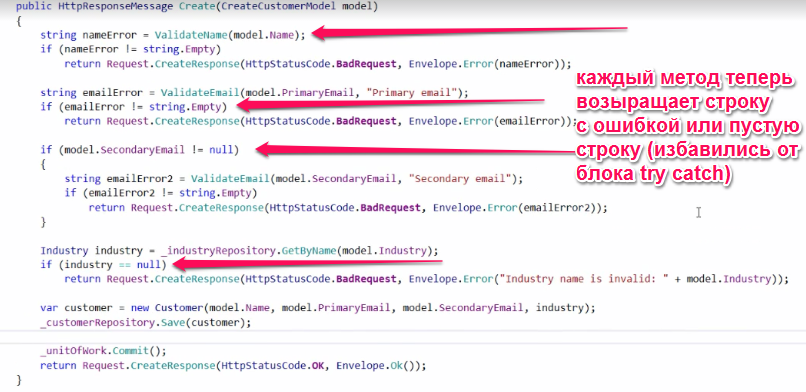 public HttpResponseMessage Create(CreateCustomerModel model)
{
string nameError = ValidateName(model.Name);
if (nameError != string.Empty)
return Request.CreateResponse(HttpStatusCode.BadRequest, Envelope.Error(nameError));
string emailError = ValidateEmail(model.PrimaryEmail, "Primary email");
if (emailError != string.Empty)
return Request.CreateResponse(HttpStatusCode.BadRequest, Envelope.Error(emailError));
if (model.SecondaryEmail != null)
{
string emailError2 = ValidateEmail(model.SecondaryEmail, "Secondary email");
if (emailError2 != string.Empty)
return Request.CreateResponse(HttpStatusCode.BadRequest, Envelope.Error(emailError2));
}
Industry industry = _industryRepository.GetByName(model.Industry);
if (industry == null)
return Request.CreateResponse(HttpStatusCode.BadRequest, Envelope.Error("Industry name is invalid: " + model.Industry));
var customer = new Customer(model.Name, model.PrimaryEmail, model.SecondaryEmail, industry);
_customerRepository.Save(customer);
_unitOfWork.Commit();
return Request.CreateResponse(HttpStatusCode.OK, Envelope.Ok());
}
каждый метод теперь
возыращает строку
с ошибкой или пустую
строку (избавились от
блока try catch)